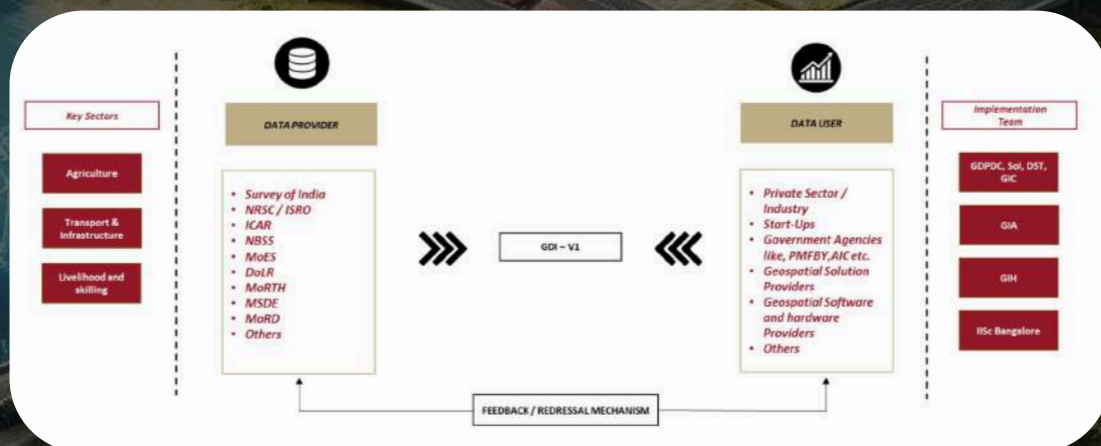 Key Sectors
Agriculture
Transport &
Infrastructure
Livelihood and
skilling
DATA PROVIDER
• Survey of India
• NRSC / ISRO
• ICAR
• NBSS
• MoES
• DoLR
• MoRTH
• MSDE
• MoRD
• Others
GDI – V1
DATA USER
• Private Sector /
Industry
• Start-Ups
• Government Agencies
like, PMFBY,AIC etc.
• Geospatial Solution
Providers
• Geospatial Software
and hardware
Providers
• Others
Implementation
Team
GDPDC, SoI, DST,
GIC
GIA
GIH
IISc Bangalore
FEEDBACK / REDRESSAL MECHANISM